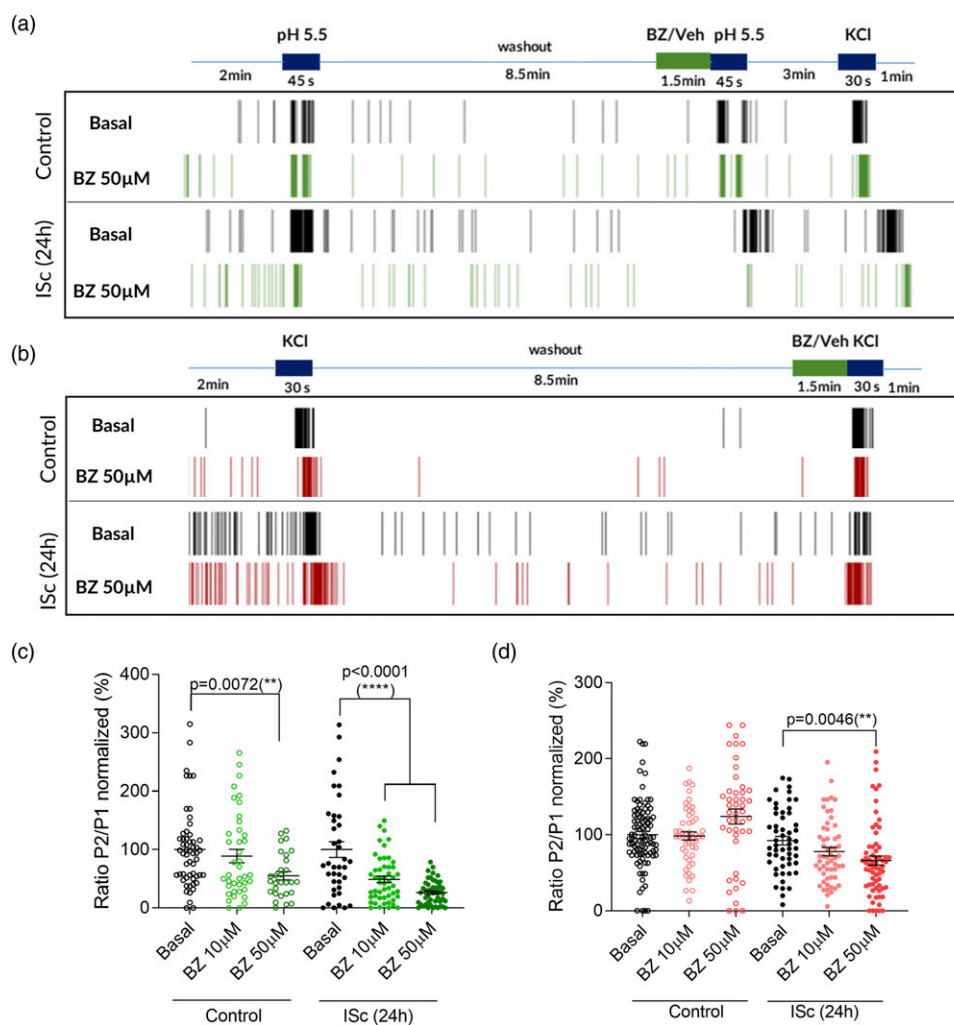 (a)
pH 5.5 washout BZ/Veh pH 5.5 KCl
2min 45 s 8.5min 1.5min 45 s 3min 30 s 1min
Control
Basal
BZ 50µM
ISc (24h)
Basal
BZ 50µM
(b)
KCl washout BZ/Veh KCl
2min 30 s 8.5min 1.5min 30 s 1min
Control
Basal
BZ 50µM
ISc (24h)
Basal
BZ 50µM
(c)
Ratio P2/P1 normalized (%)
400
300
200
100
0
p=0.0072(**)
p<0.0001
(****)
Basal
BZ 10µM
BZ 50µM
Basal
BZ 10µM
BZ 50µM
Control
ISc (24h)
(d)
Ratio P2/P1 normalized (%)
300
200
100
0
p=0.0046(**)
Basal
BZ 10µM
BZ 50µM
Basal
BZ 10µM
BZ 50µM
Control
ISc (24h)